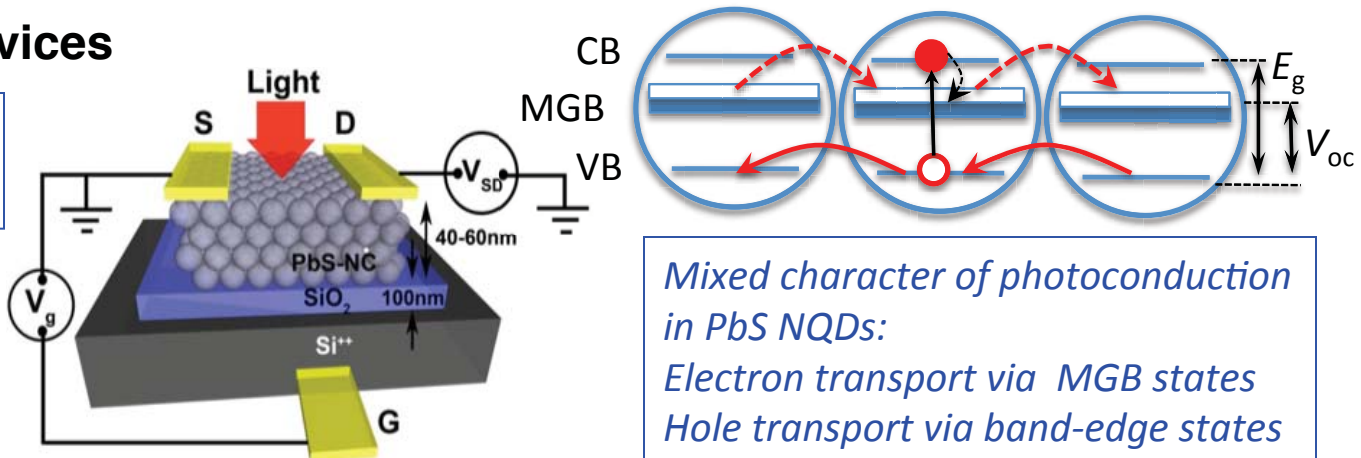 vices
Light
S
D
V_SD
40-60nm
PbS-NC
SiO₂
100nm
V_g
Si⁺⁺
G
CB
MGB
VB
E_g
V_oc
Mixed character of photoconduction
in PbS NQDs:
Electron transport via MGB states
Hole transport via band-edge states